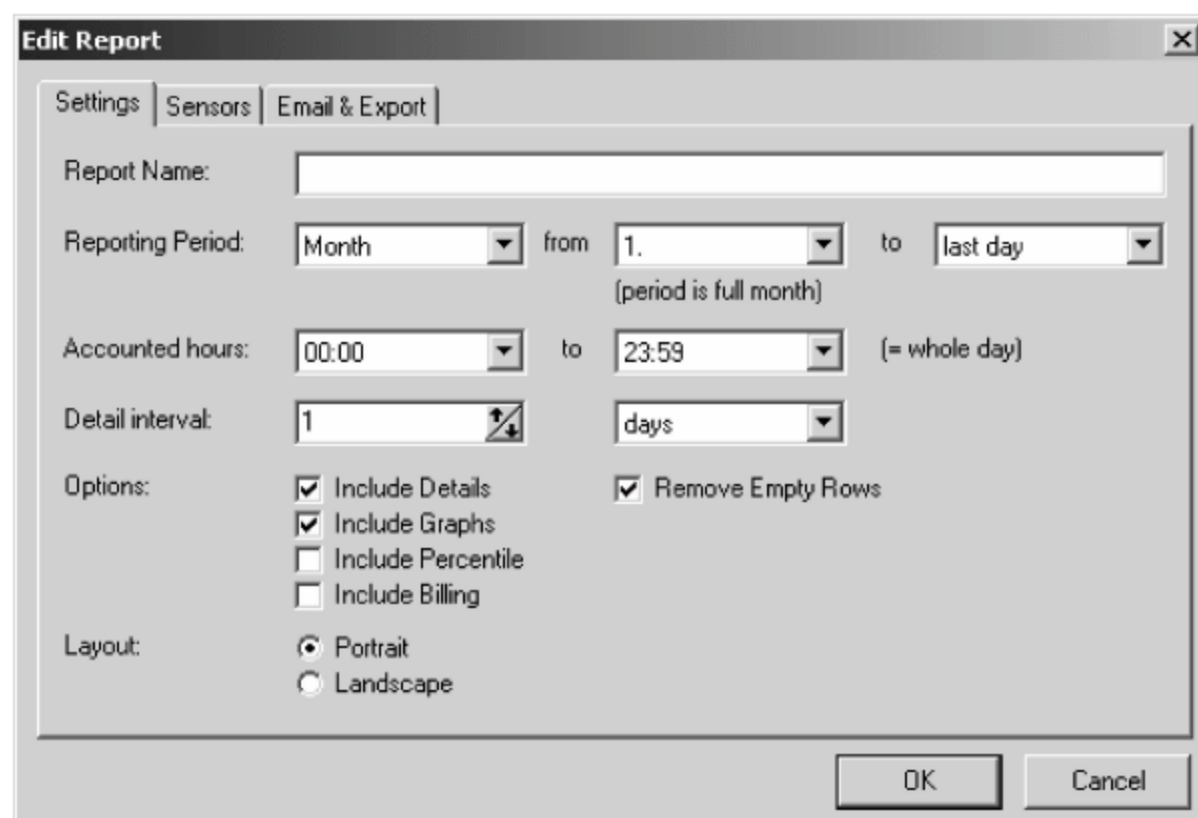 Edit Report
Settings Sensors Email & Export
Report Name:
Reporting Period: Month from 1. to last day
(period is full month)
Accounted hours: 00:00 to 23:59 (= whole day)
Detail interval: 1 days
Options: Include Details Remove Empty Rows
Include Graphs
Include Percentile
Include Billing
Layout: Portrait
Landscape
OK Cancel